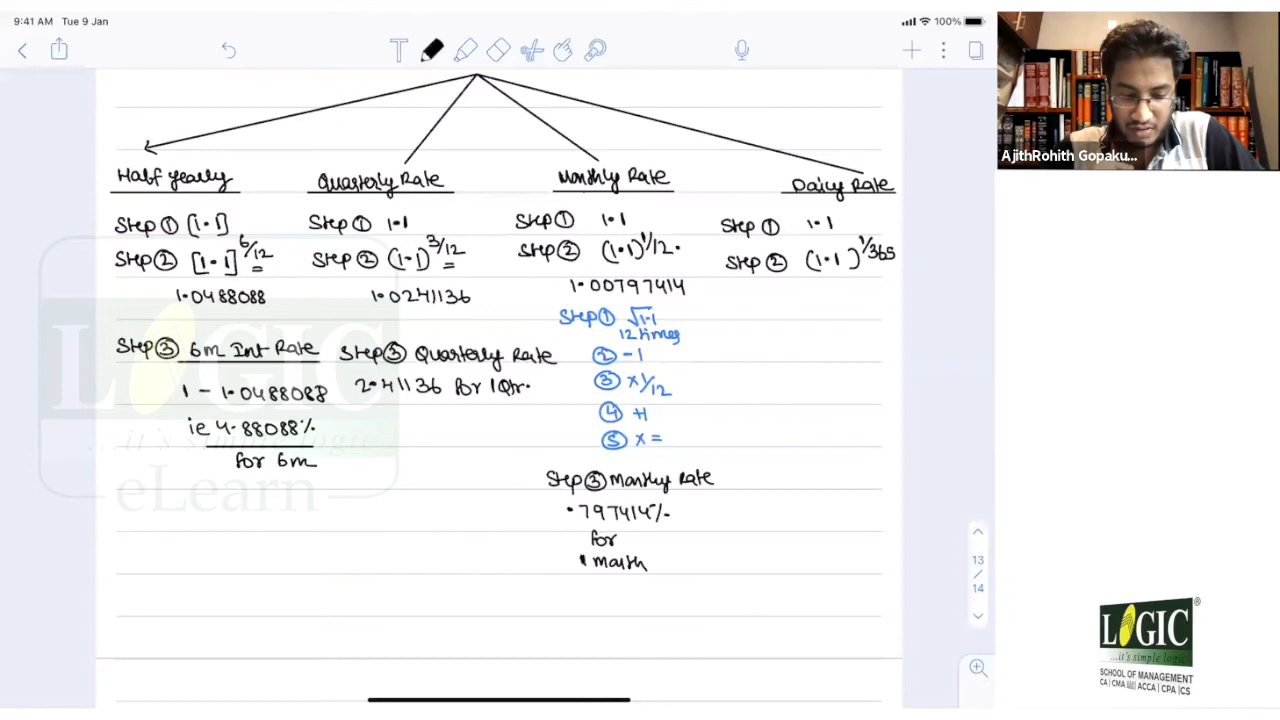 9:41 AM Tue 9 Jan
100%
T
Half yearly
Step ① [1.1]
Step ② [1.1]^6/12 =
1.0488088
Step ③ 6m Int Rate
1 - 1.0488088
ie 4.88088%
for 6m
Quarterly Rate
Step ① 1.1
Step ② (1.1)^3/12 =
1.0241136
Step ③ Quarterly Rate
2.41136 for 1 Qtr.
Monthly Rate
Step ① 1.1
Step ② (1.1)^1/12.
1.00797414
Step ① √1.1
12 times
② - 1
③ x 1/12
④ +1
⑤ x =
Step ③ Monthly Rate
.797414%
for
1 month
Daily Rate
Step ① 1.1
Step ② (1.1)^1/365
LOGIC
...it's simple logic
eLearn
13
/
14
AjithRohith Gopaku...
LOGIC®
...it's simple logic
SCHOOL OF MANAGEMENT
CA | CMA | ACCA | CPA | CS